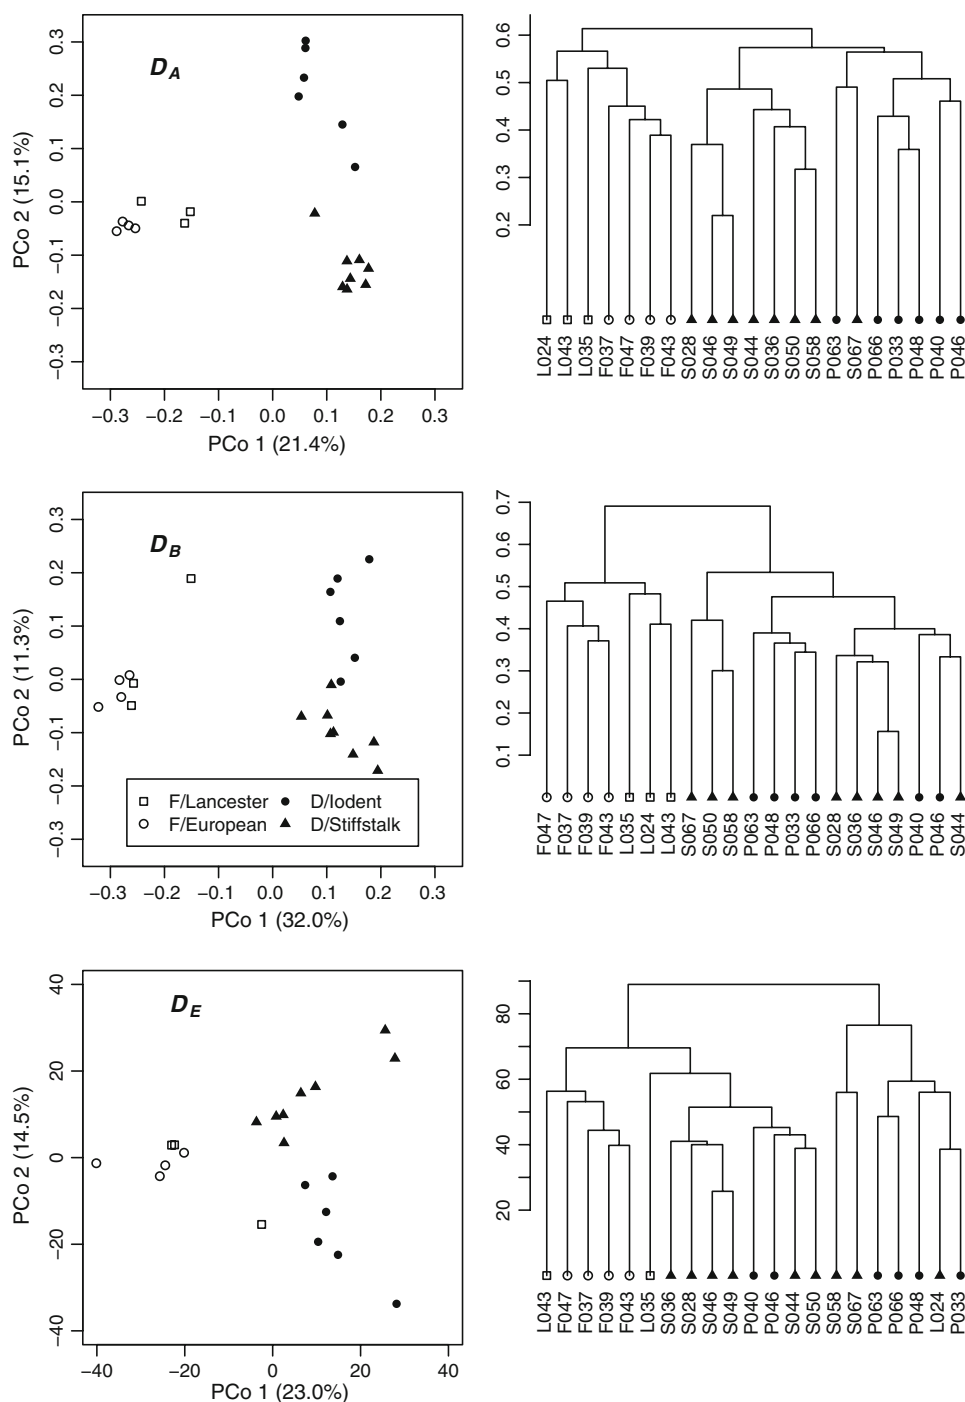 D_A
PCo 2 (15.1%)
0.3
0.2
0.1
0.0
−0.1
−0.2
−0.3
−0.3 −0.2 −0.1 0.0 0.1 0.2 0.3
PCo 1 (21.4%)
0.6
0.5
0.4
0.3
0.2
L024 L043 L035 F037 F047 F039 F043 S028 S046 S049 S044 S036 S050 S058 P063 S067 P066 P033 P048 P040 P046
D_B
PCo 2 (11.3%)
0.3
0.2
0.1
0.0
−0.1
−0.2
−0.3
F/Lancester D/Iodent
F/European D/Stiffstalk
−0.3 −0.2 −0.1 0.0 0.1 0.2 0.3
PCo 1 (32.0%)
0.7
0.6
0.5
0.4
0.3
0.2
0.1
F047 F037 F039 F043 L035 L024 L043 S067 S050 S058 P063 P048 P033 P066 S028 S036 S046 S049 P040 P046 S044
D_E
PCo 2 (14.5%)
40
20
0
−20
−40
−40 −20 0 20 40
PCo 1 (23.0%)
80
60
40
20
L043 F047 F037 F039 F043 L035 S036 S028 S046 S049 P040 P046 S044 S050 S058 S067 P063 P066 P048 L024 P033